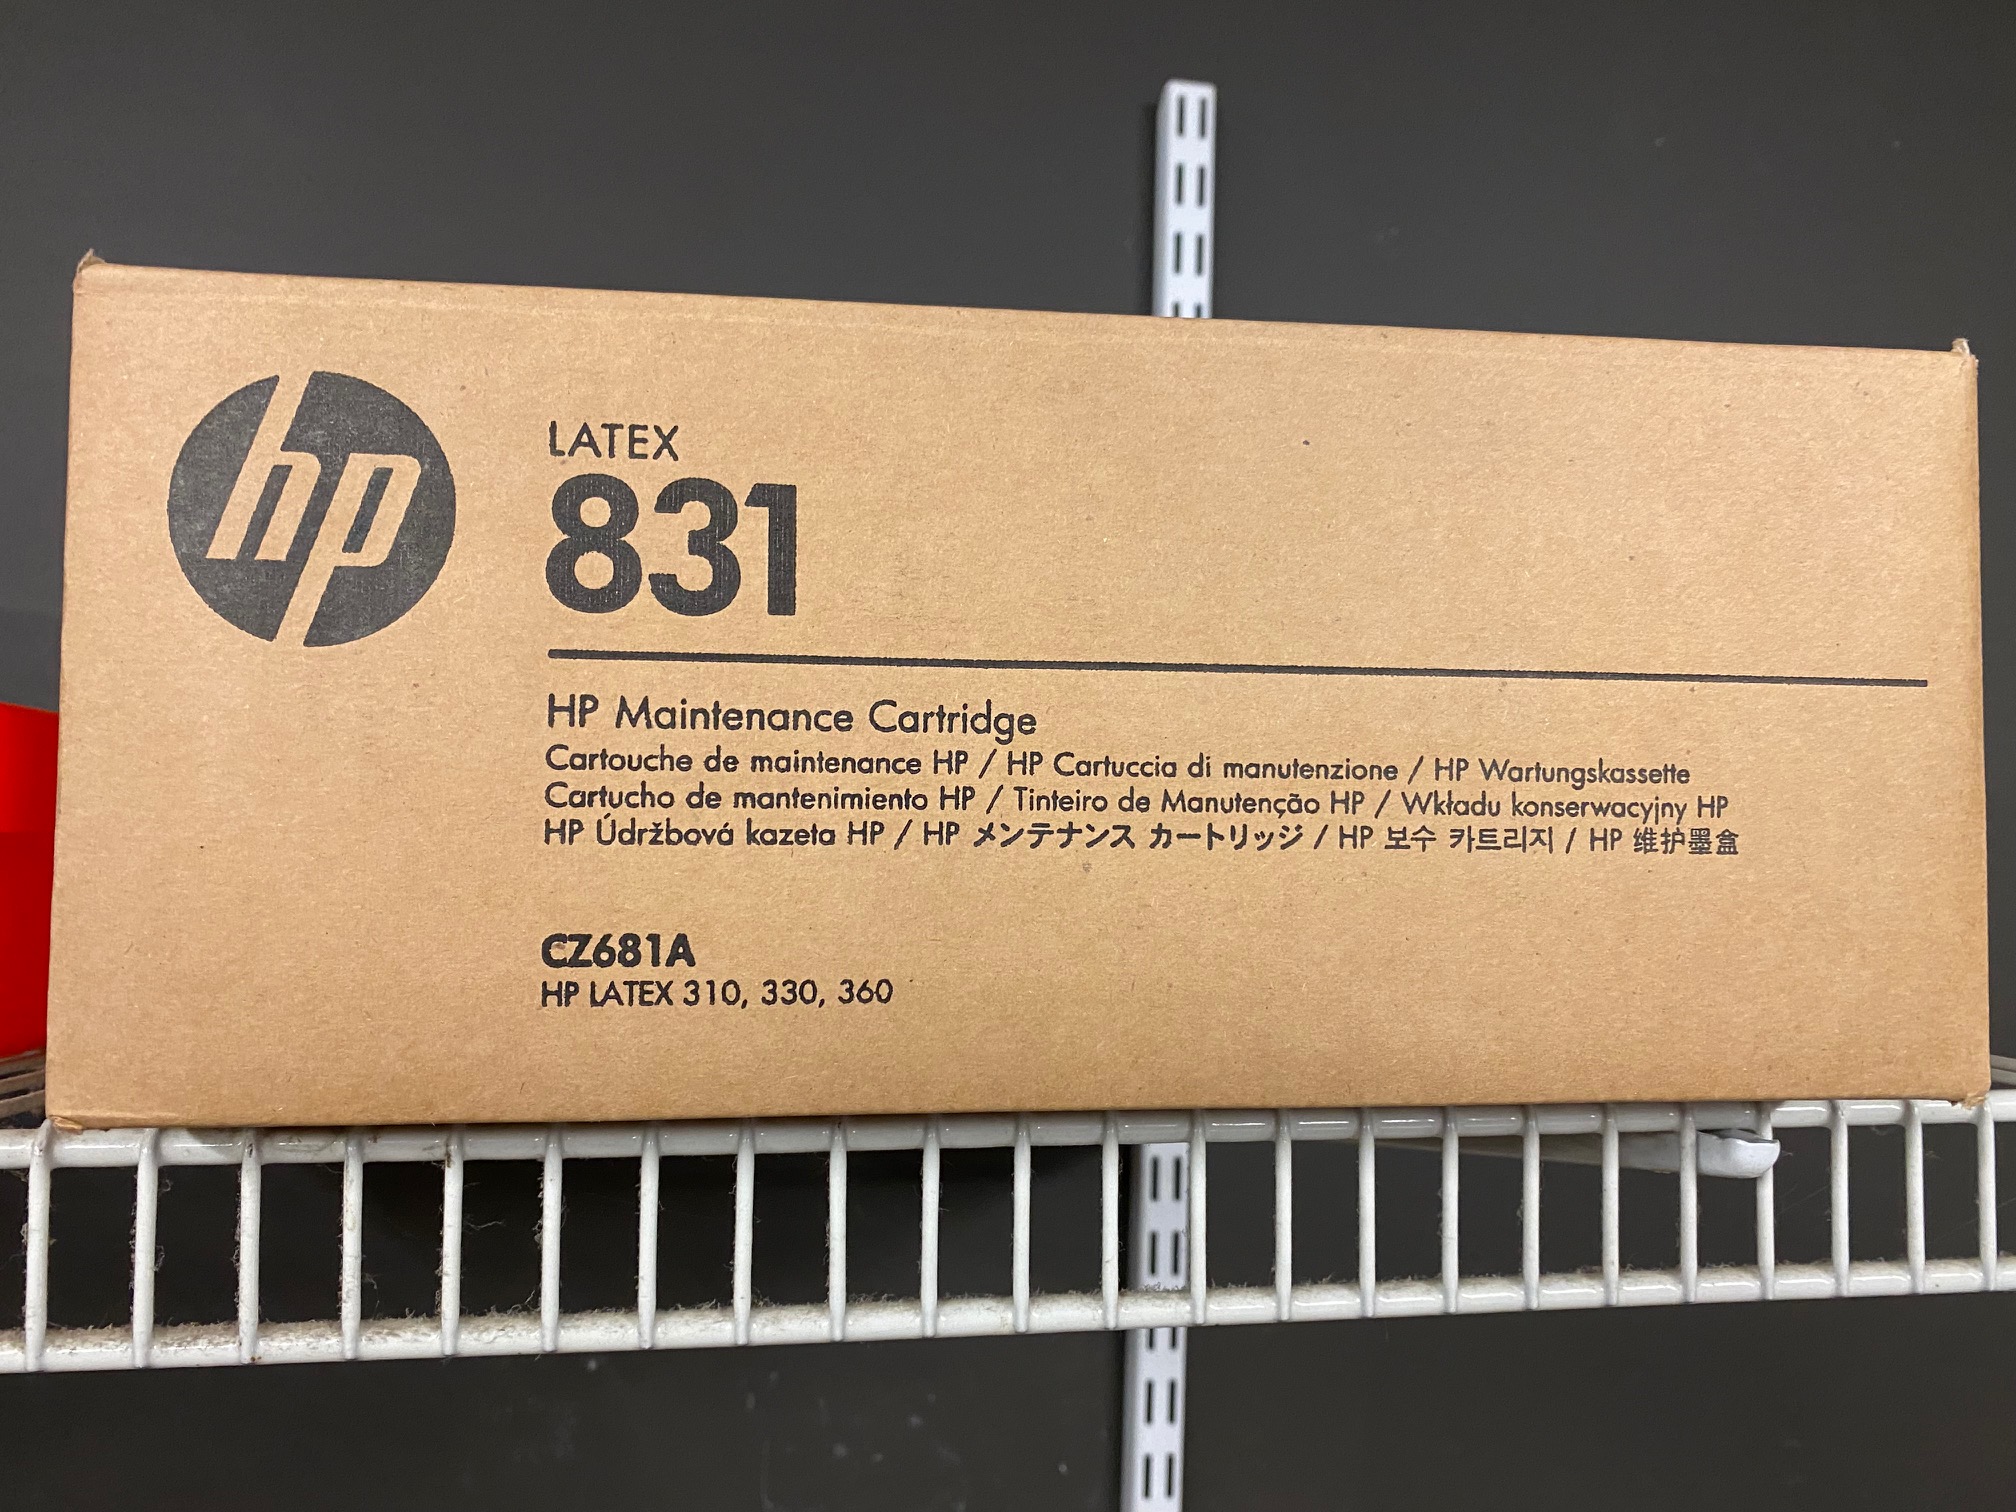 hp
LATEX
831
HP Maintenance Cartridge
Cartouche de maintenance HP / HP Cartuccia di manutenzione / HP Wartungskassette
Cartucho de mantenimiento HP / Tinteiro de Manutenção HP / Wkładu konserwacyjny HP
HP Údržbová kazeta HP / HP メンテナンス カートリッジ / HP 보수 카트리지 / HP 维护墨盒
CZ681A
HP LATEX 310, 330, 360